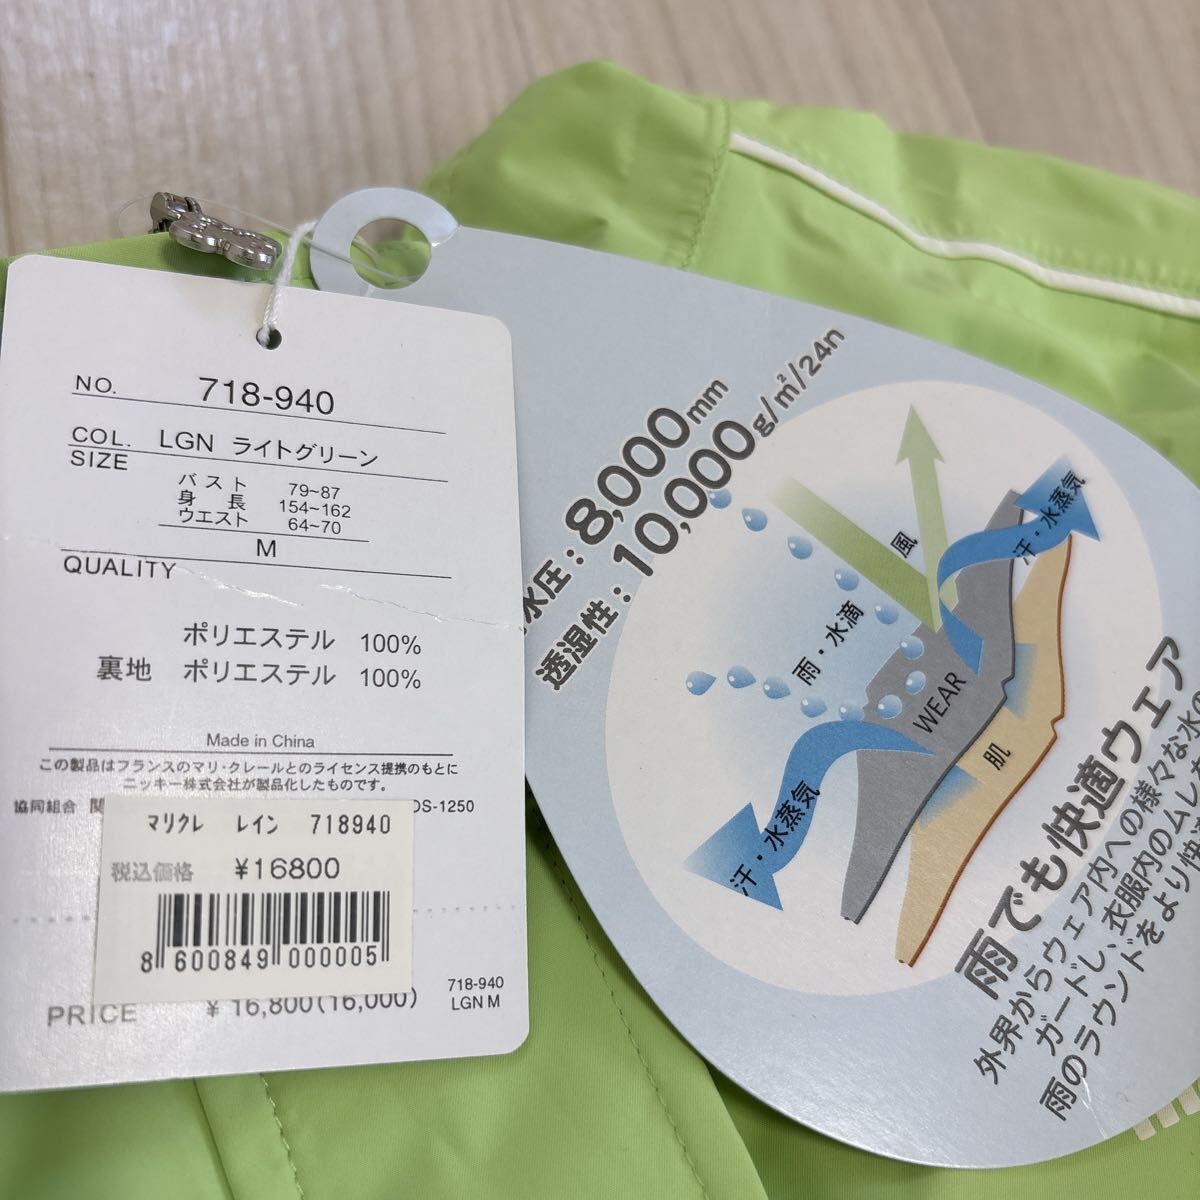 NO. 718-940
COL. LGN ライトグリーン
SIZE
バスト 79~87
身長 154~162
ウエスト 64~70
M
QUALITY
ポリエステル 100%
裏地 ポリエステル 100%
Made in China
この製品はフランスのマリ・クレールとのライセンス提携のもとに
ニッキー株式会社が製品化したものです。
協同組合 関
OS-1250
マリクレ レイン 718940
税込価格 ¥16800
8 600849 000005
718-940
PRICE ¥ 16,800(16,000)
LGN M
水圧:8,000mm
透湿性:10,000g/㎡/24h
風
汗・水蒸気
雨・水滴
WEAR
肌
汗・水蒸気
雨でも快適ウェア
外界からウェア内への様々な水の
ガードし、衣服内のムレを
雨のラウンドをより快適